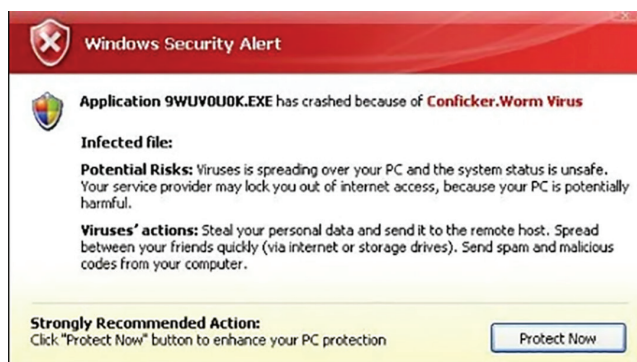 Windows Security Alert
Application 9WUV0U0K.EXE has crashed because of Conficker.Worm Virus
Infected file:
Potential Risks: Viruses is spreading over your PC and the system status is unsafe.
Your service provider may lock you out of internet access, because your PC is potentially
harmful.
Viruses' actions: Steal your personal data and send it to the remote host. Spread
between your friends quickly (via internet or storage drives). Send spam and malicious
codes from your computer.
Strongly Recommended Action:
Click "Protect Now" button to enhance your PC protection
Protect Now